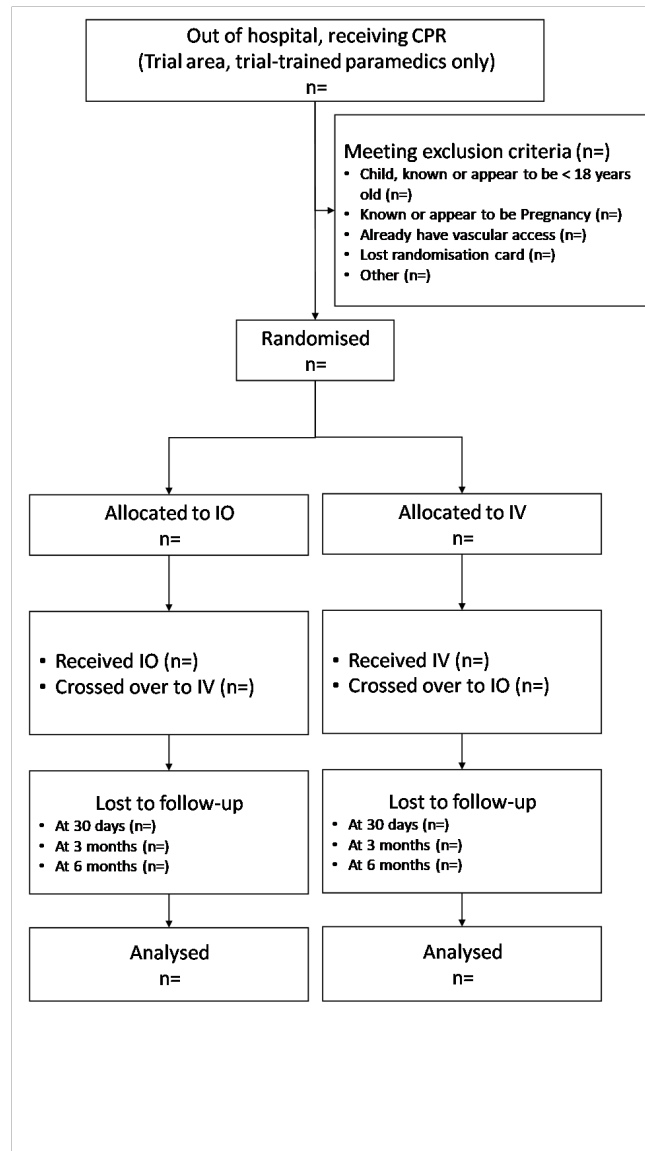 Out of hospital, receiving CPR
(Trial area, trial-trained paramedics only)
n=
Meeting exclusion criteria (n=)
• Child, known or appear to be < 18 years
old (n=)
• Known or appear to be Pregnancy (n=)
• Already have vascular access (n=)
• Lost randomisation card (n=)
• Other (n=)
Randomised
n=
Allocated to IO
n=
Allocated to IV
n=
• Received IO (n=)
• Crossed over to IV (n=)
• Received IV (n=)
• Crossed over to IO (n=)
Lost to follow-up
• At 30 days (n=)
• At 3 months (n=)
• At 6 months (n=)
Lost to follow-up
• At 30 days (n=)
• At 3 months (n=)
• At 6 months (n=)
Analysed
n=
Analysed
n=